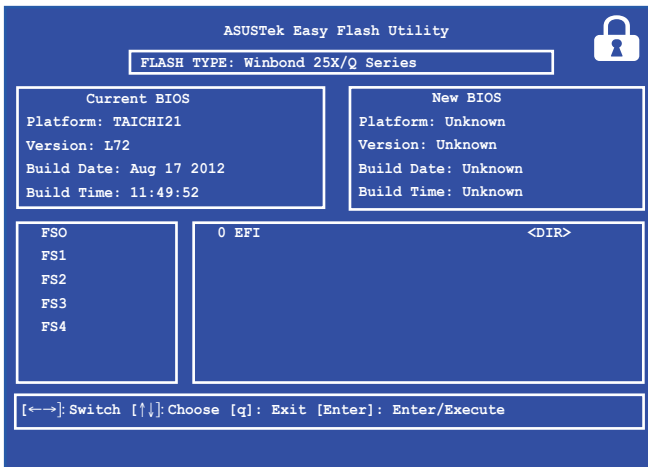 ASUSTek Easy Flash Utility
FLASH TYPE: Winbond 25X/Q Series
Current BIOS
Platform: TAICHI21
Version: L72
Build Date: Aug 17 2012
Build Time: 11:49:52
New BIOS
Platform: Unknown
Version: Unknown
Build Date: Unknown
Build Time: Unknown
FSO
FS1
FS2
FS3
FS4
0 EFI <DIR>
[←→]: Switch [↑↓]: Choose [q]: Exit [Enter]: Enter/Execute